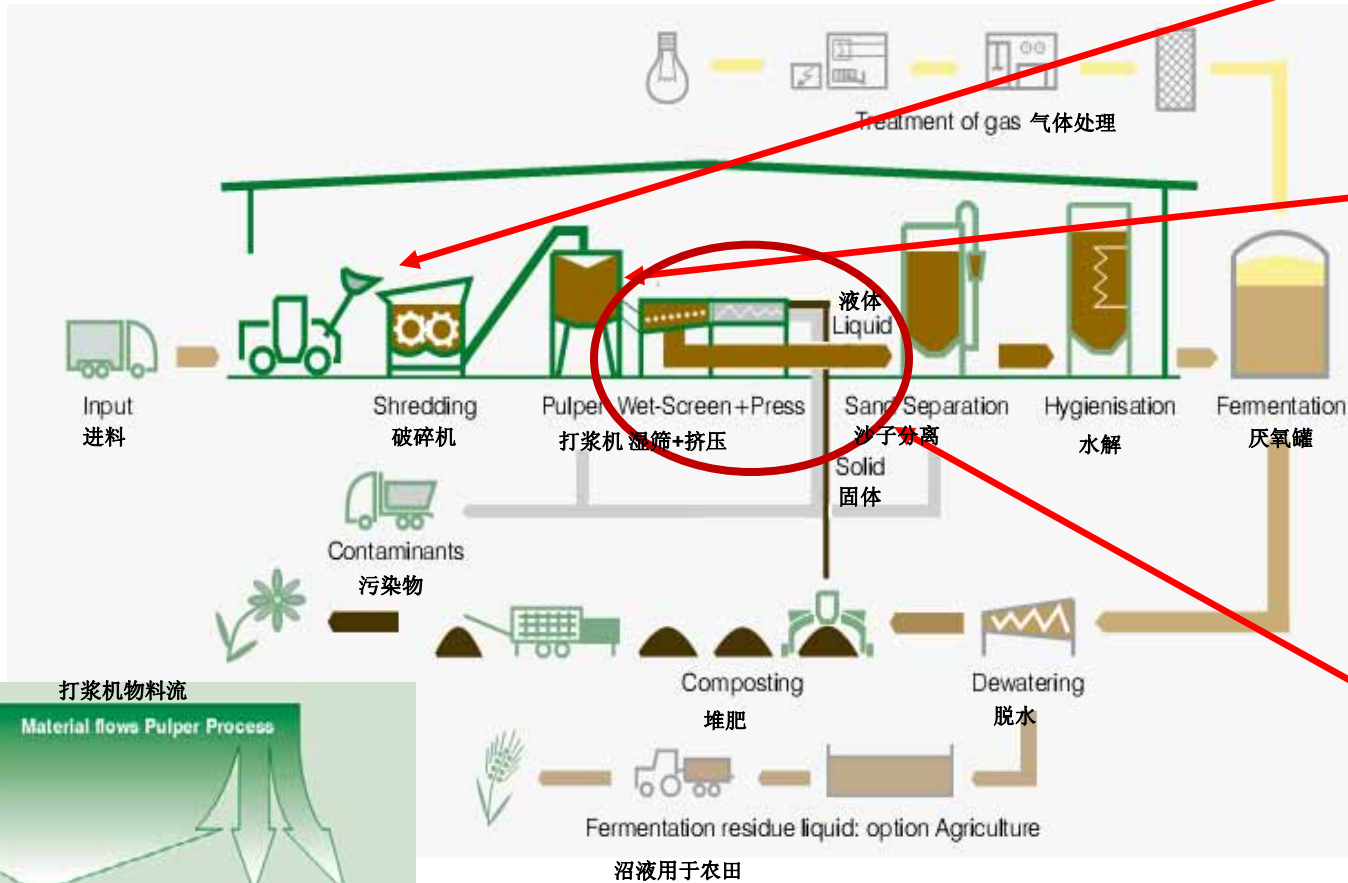 Treatment of gas 气体处理
液体
Liquid
Input
进料
Shredding
破碎机
Pulper Wet-Screen+Press
打浆机 湿筛+挤压
Sand Separation
沙子分离
Hygienisation
水解
Fermentation
厌氧罐
Solid
固体
Contaminants
污染物
Composting
堆肥
Dewatering
脱水
打浆机物料流
Material flows Pulper Process
Fermentation residue liquid: option Agriculture
沼液用于农田